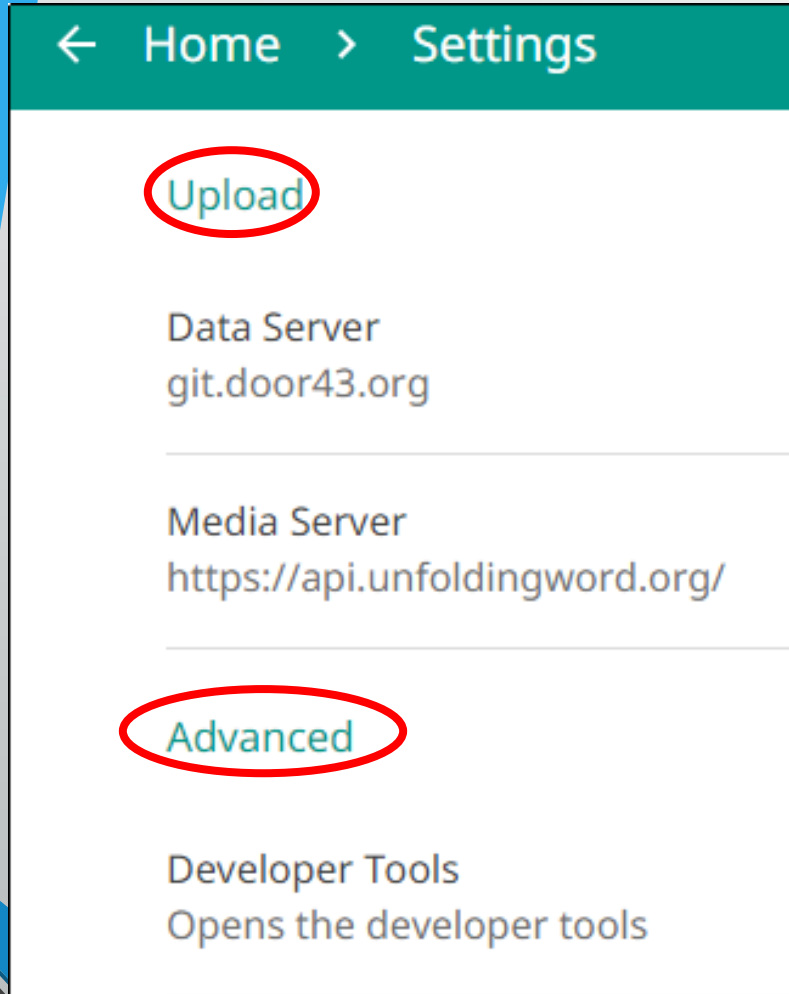 ← Home > Settings
Upload
Data Server
git.door43.org
Media Server
https://api.unfoldingword.org/
Advanced
Developer Tools
Opens the developer tools